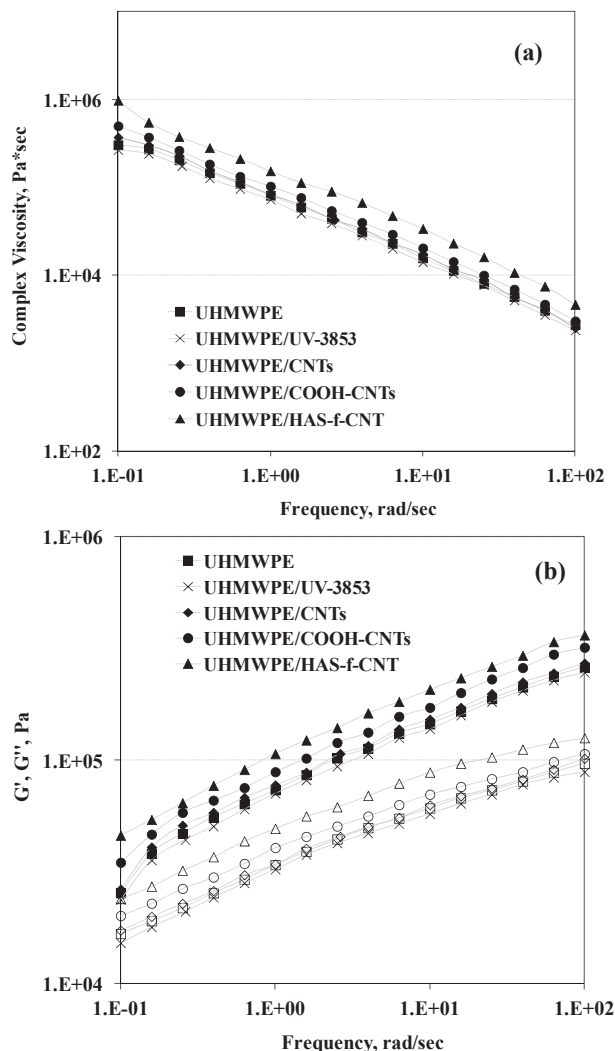 (a)
1.E+06
1.E+04
1.E+02
Complex Viscosity, Pa*sec
UHMWPE
UHMWPE/UV-3853
UHMWPE/CNTs
UHMWPE/COOH-CNTs
UHMWPE/HAS-f-CNT
1.E-01 1.E+00 1.E+01 1.E+02
Frequency, rad/sec
(b)
1.E+06
1.E+05
1.E+04
G', G'', Pa
UHMWPE
UHMWPE/UV-3853
UHMWPE/CNTs
UHMWPE/COOH-CNTs
UHMWPE/HAS-f-CNT
1.E-01 1.E+00 1.E+01 1.E+02
Frequency, rad/sec